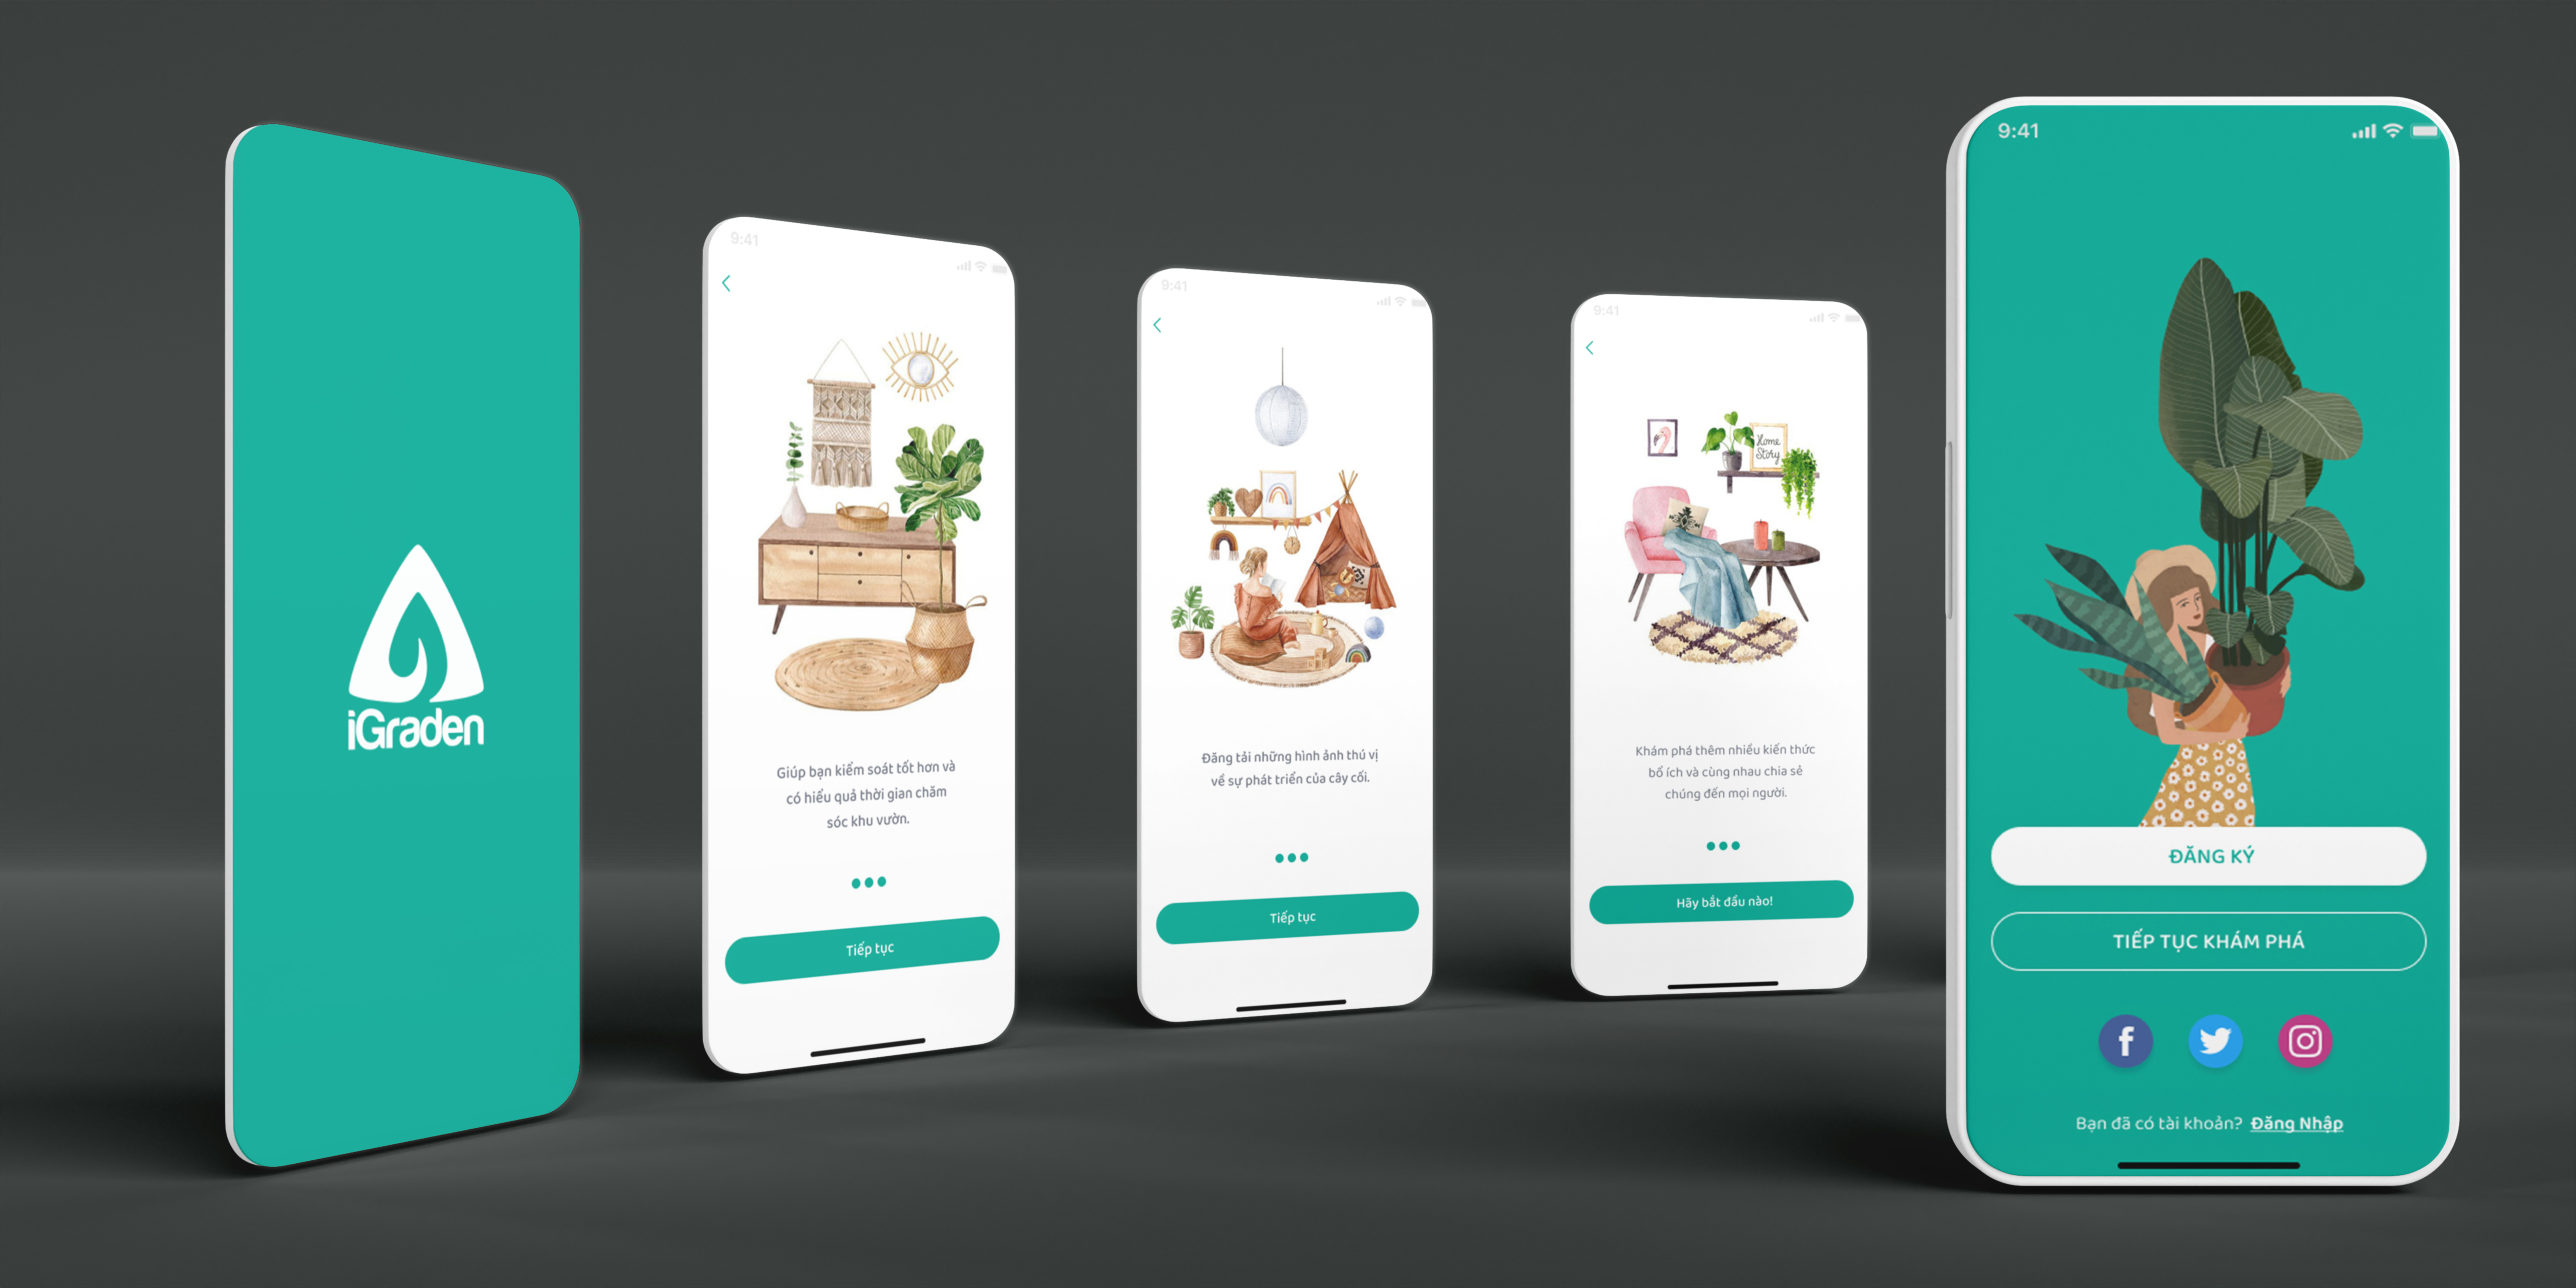 iGraden
9:41
Giúp bạn kiểm soát tốt hơn và
có hiểu quả thời gian chăm
sóc khu vườn.
Tiếp tục
9:41
Đăng tải những hình ảnh thú vị
về sự phát triển của cây cối.
Tiếp tục
9:41
Home
Story
Khám phá thêm nhiều kiến thức
bổ ích và cùng nhau chia sẻ
chúng đến mọi người.
Hãy bắt đầu nào!
9:41
ĐĂNG KÝ
TIẾP TỤC KHÁM PHÁ
Bạn đã có tài khoản? Đăng Nhập